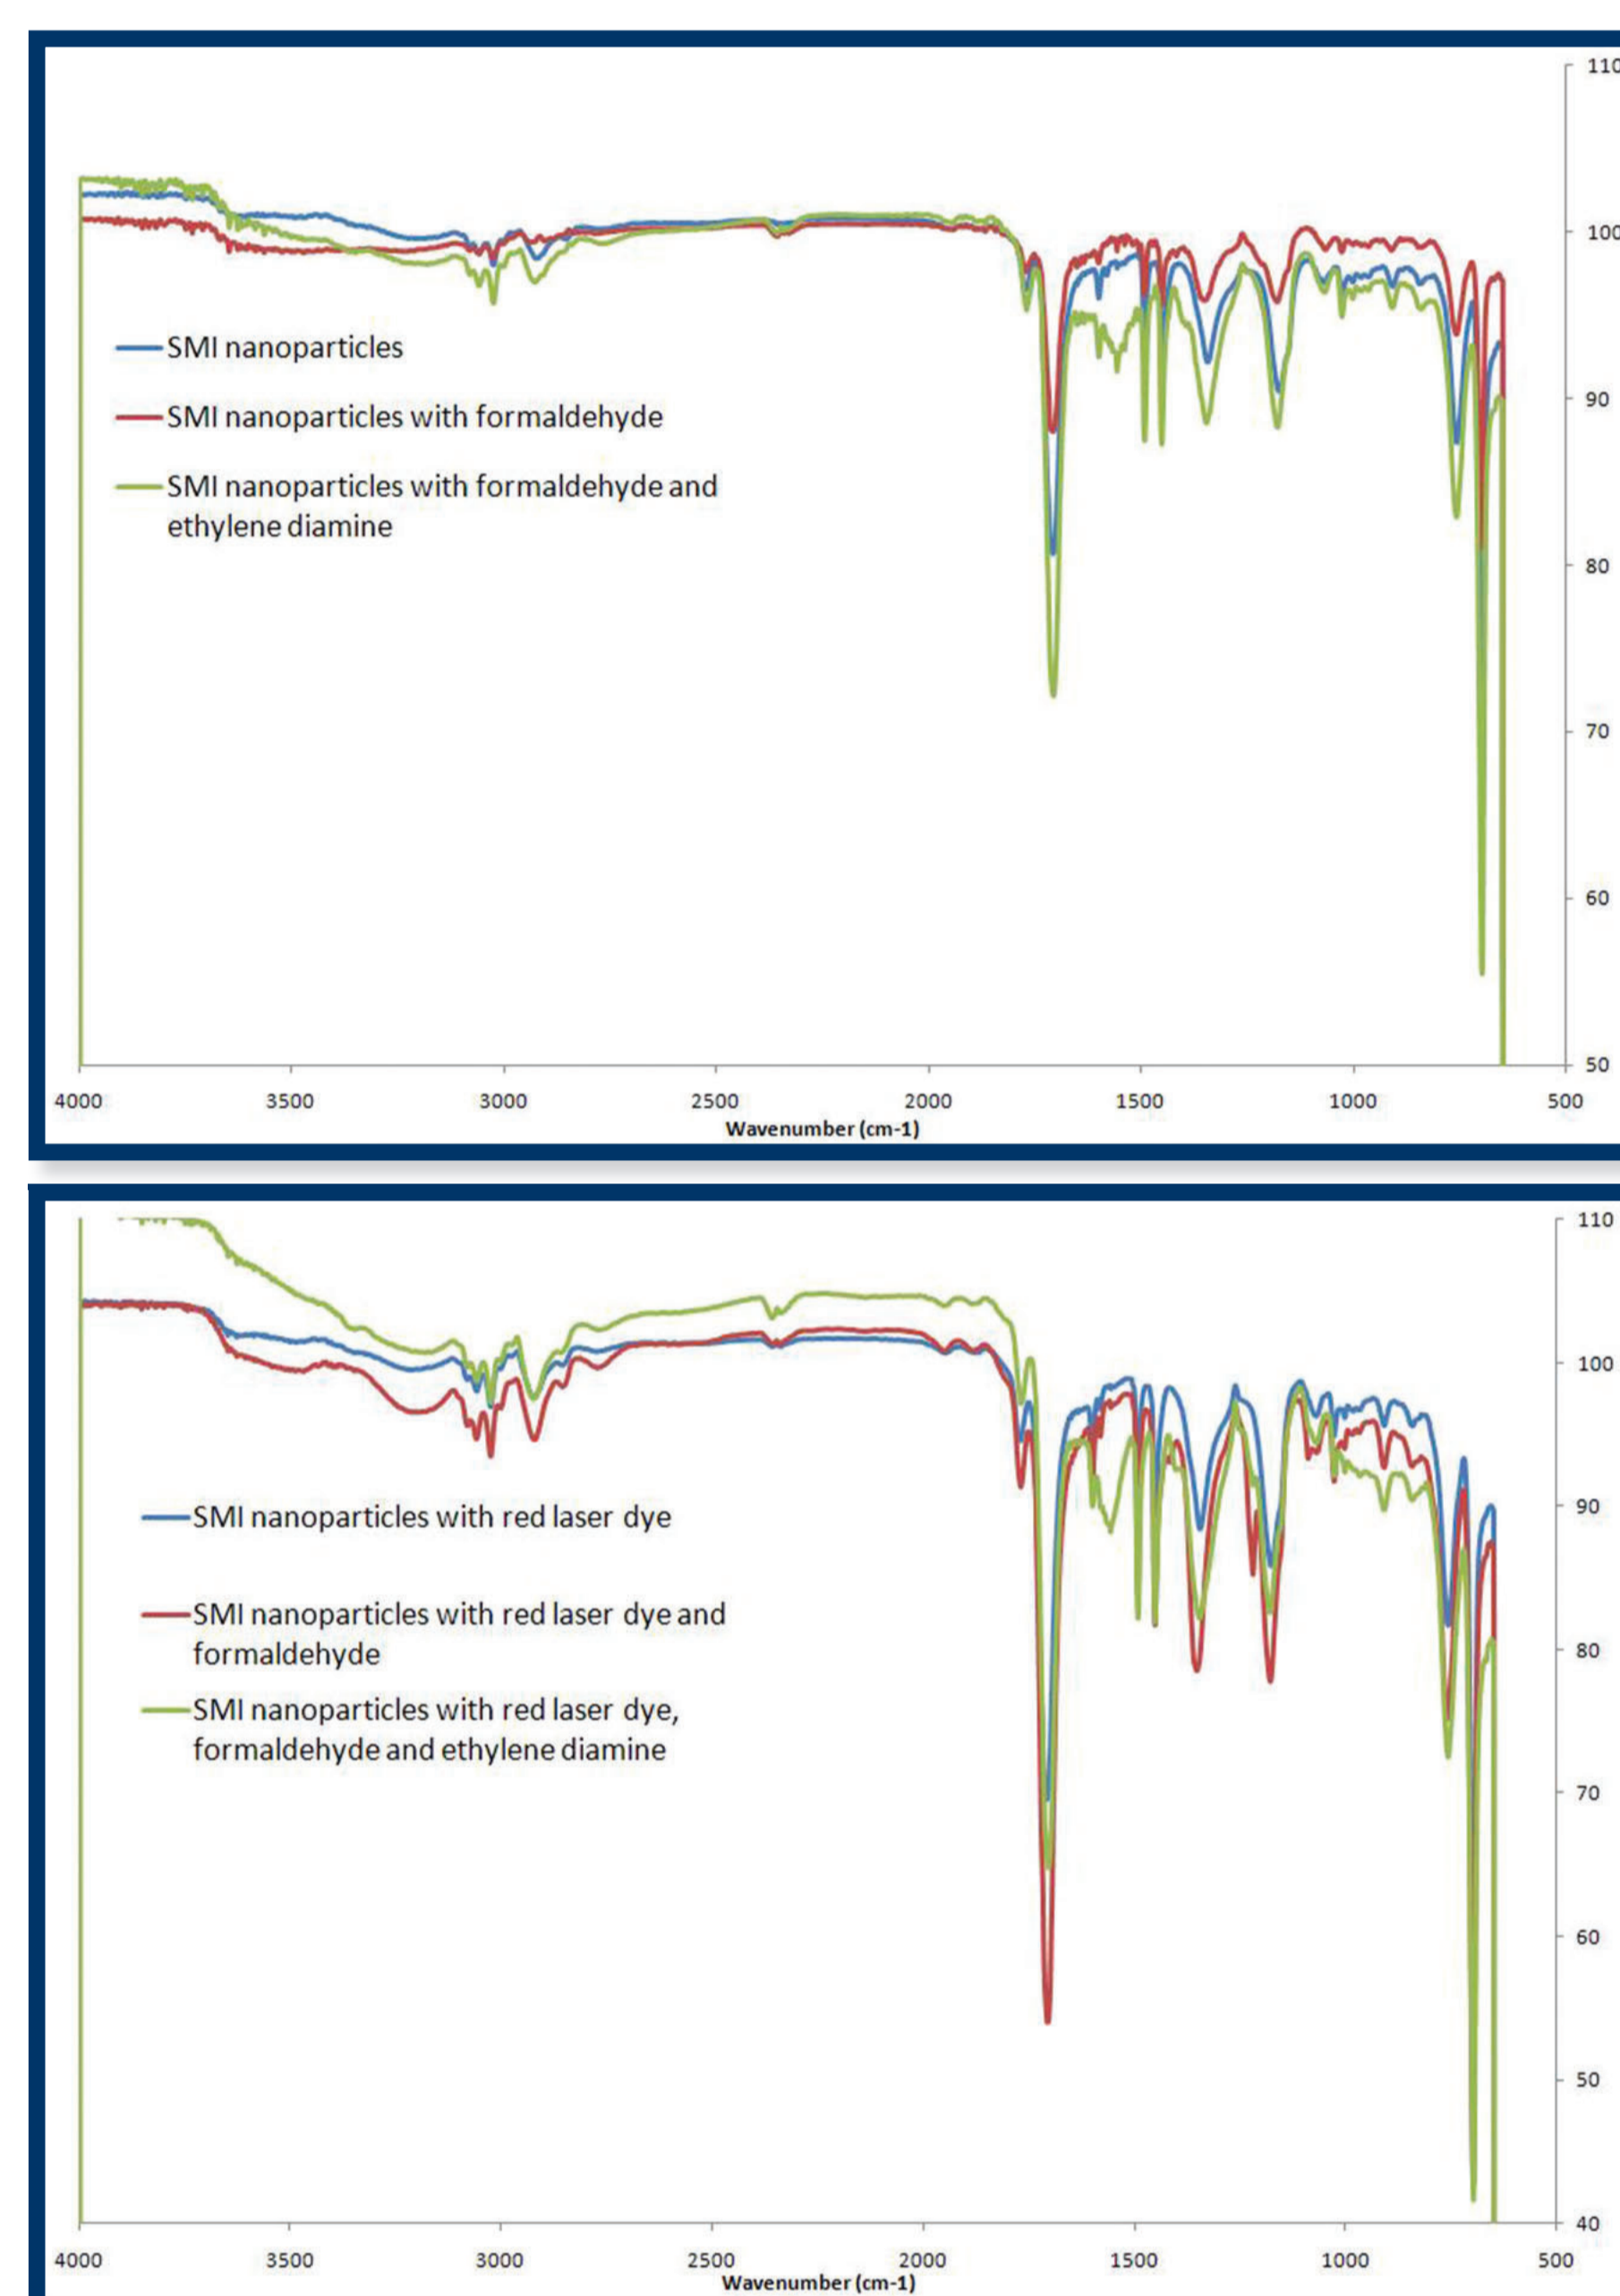 110
100
90
80
70
60
50
SMI nanoparticles
SMI nanoparticles with formaldehyde
SMI nanoparticles with formaldehyde and
ethylene diamine
4000 3500 3000 2500 2000 1500 1000 500
Wavenumber (cm-1)
110
100
90
80
70
60
50
40
SMI nanoparticles with red laser dye
SMI nanoparticles with red laser dye and
formaldehyde
SMI nanoparticles with red laser dye,
formaldehyde and ethylene diamine
4000 3500 3000 2500 2000 1500 1000 500
Wavenumber (cm-1)